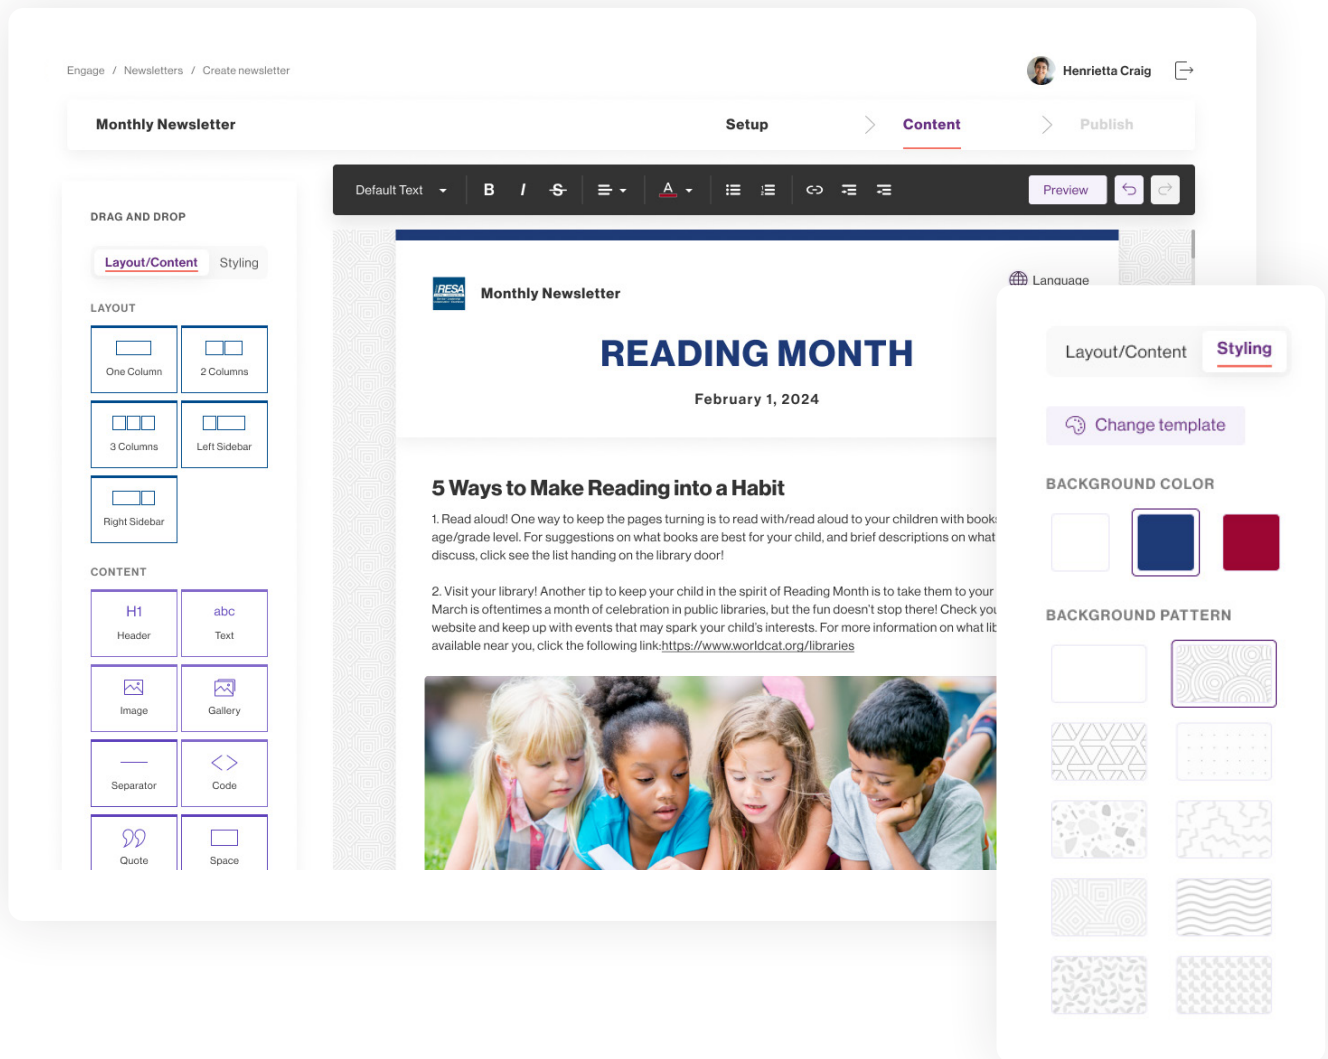 Engage / Newsletters / Create newsletter
Henrietta Craig
Monthly Newsletter
Setup
Content
Publish
DRAG AND DROP
Layout/Content
Styling
LAYOUT
One Column
2 Columns
3 Columns
Left Sidebar
Right Sidebar
CONTENT
H1
Header
abc
Text
Image
Gallery
Separator
Code
Quote
Space
Default Text
B
I
S
A
Preview
RESA
Monthly Newsletter
Language
READING MONTH
February 1, 2024
5 Ways to Make Reading into a Habit
1. Read aloud! One way to keep the pages turning is to read with/read aloud to your children with
age/grade level. For suggestions on what books are best for your child, and brief descriptions on what
discuss, click see the list handing on the library door!
2. Visit your library! Another tip to keep your child in the spirit of Reading Month is to take them to your
March is oftentimes a month of celebration in public libraries, but the fun doesn't stop there! Check
website and keep up with events that may spark your child's interests. For more information on what
available near you, click the following link:https://www.worldcat.org/libraries
Layout/Content
Styling
Change template
BACKGROUND COLOR
BACKGROUND PATTERN